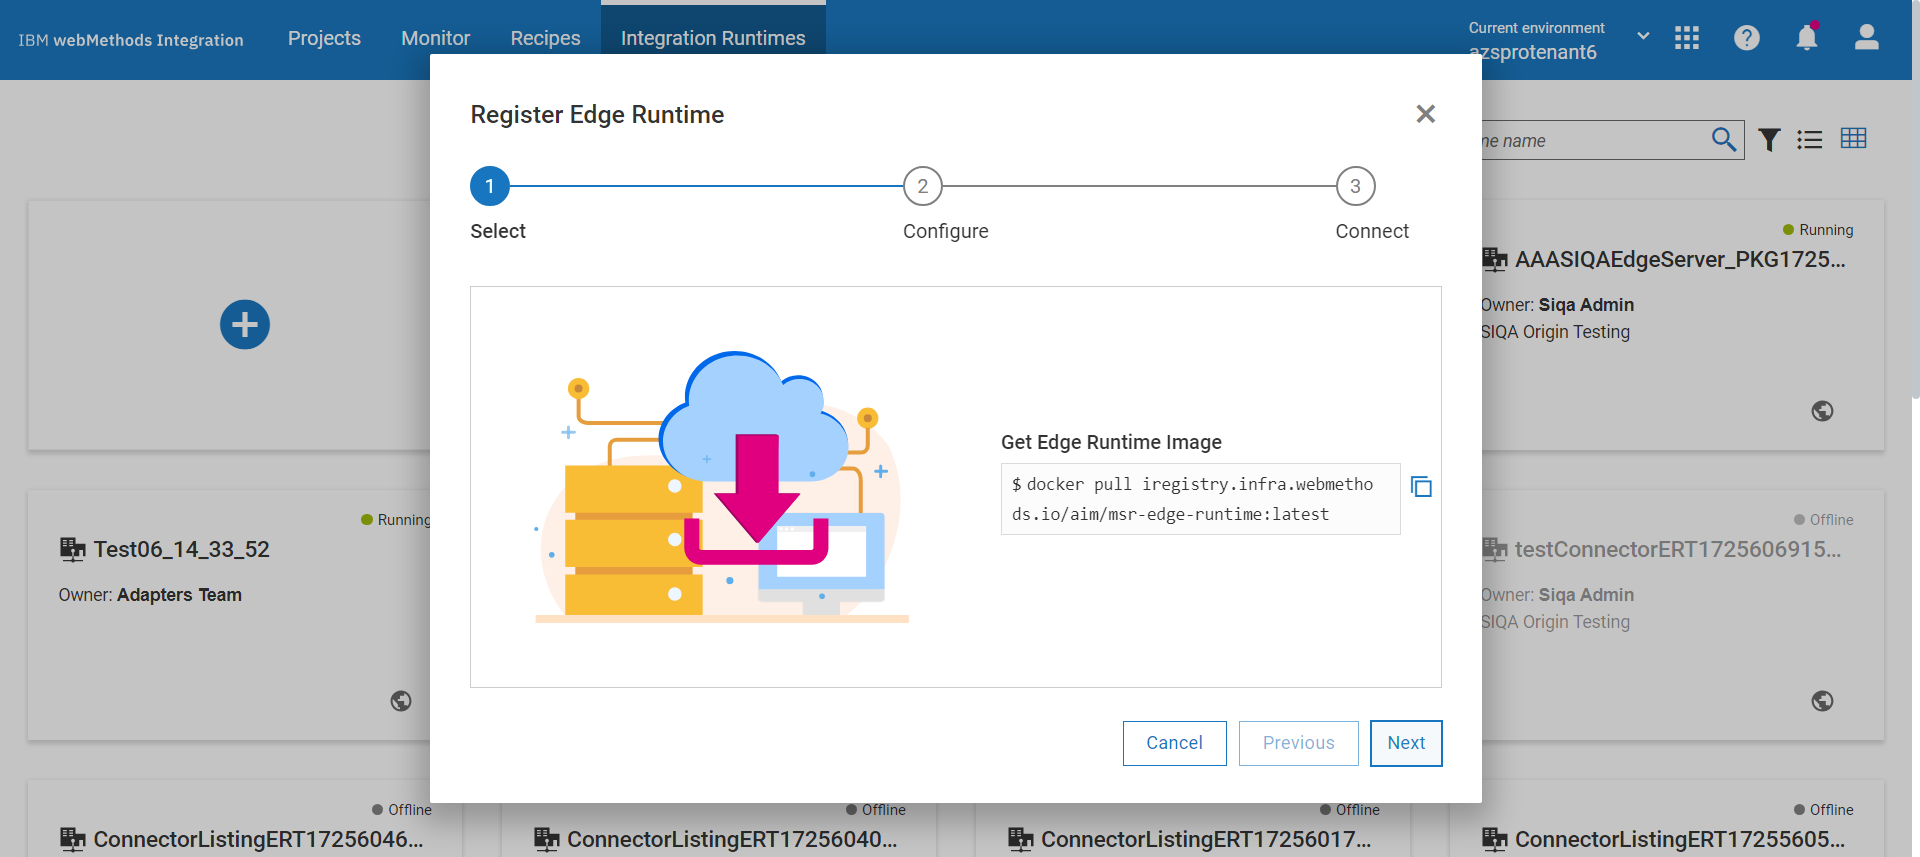 IBM webMethods Integration
Projects
Monitor
Recipes
Integration Runtimes
Current environment
azsprotenant6
Register Edge Runtime
1
2
3
Select
Configure
Connect
Get Edge Runtime Image
$ docker pull iregistry.infra.webmetho
ds.io/aim/msr-edge-runtime:latest
Cancel
Previous
Next
name
Running
AAASIQAEdgeServer_PKG1725...
Owner: Siqa Admin
SIQA Origin Testing
Running
Test06_14_33_52
Owner: Adapters Team
Offline
testConnectorERT1725606915...
Owner: Siqa Admin
SIQA Origin Testing
Offline
ConnectorListingERT17256046...
Offline
ConnectorListingERT17256040...
Offline
ConnectorListingERT17256017...
Offline
ConnectorListingERT17255605...